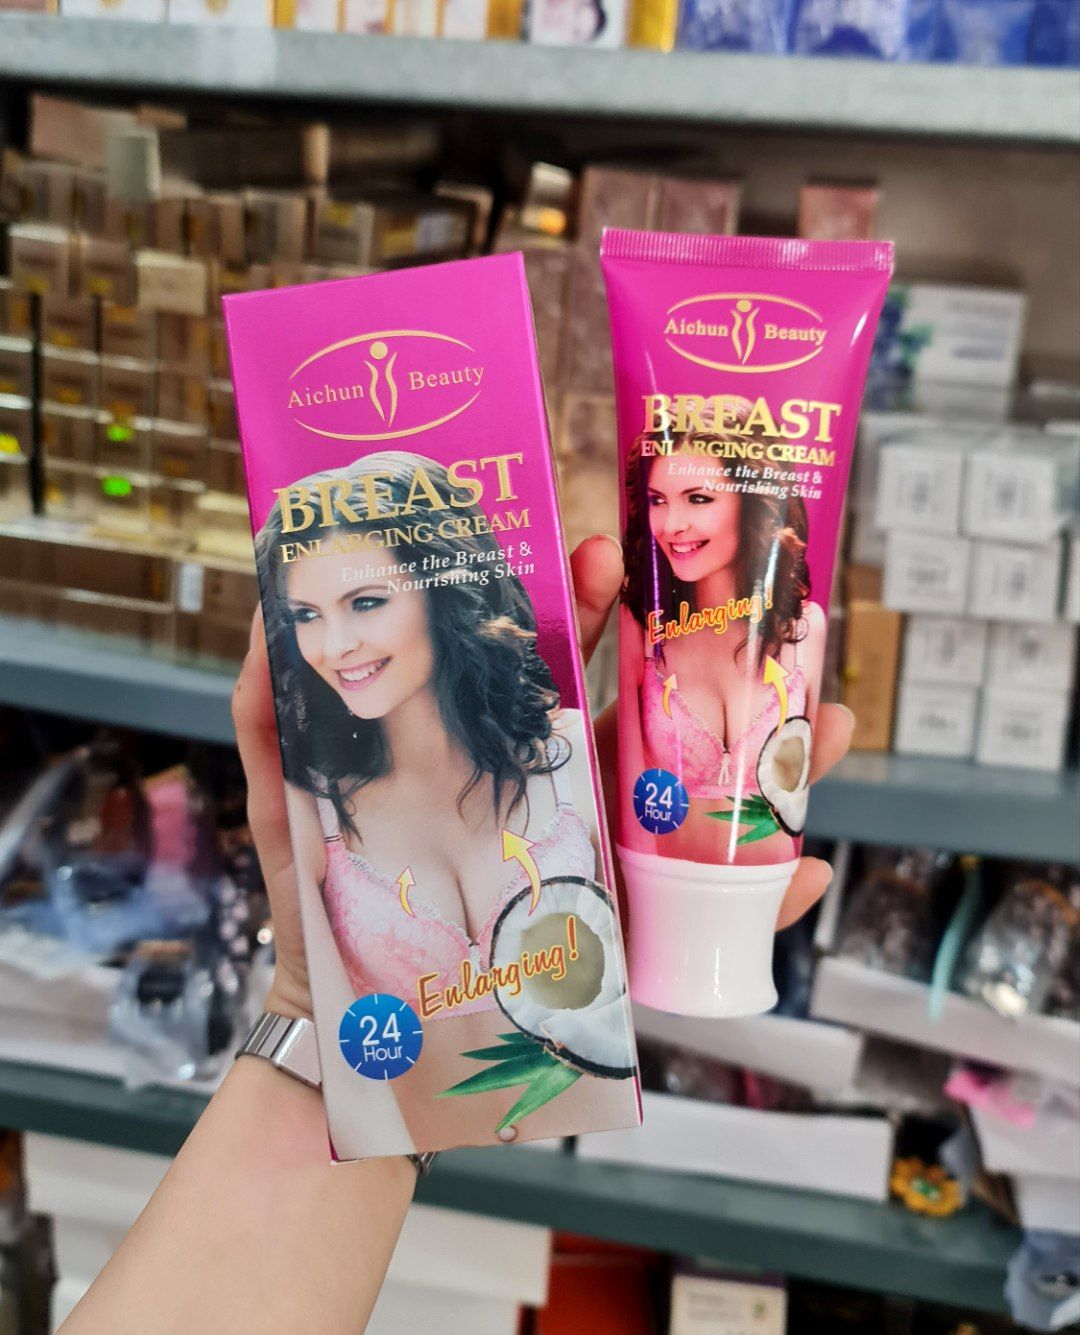 Aichun Beauty
BREAST
ENLARGING CREAM
Enhance the Breast &
Nourishing Skin
Enlarging!
24
Hour
Aichun Beauty
BREAST
ENLARGING CREAM
Enhance the Breast &
Nourishing Skin
Enlarging!
24
Hour